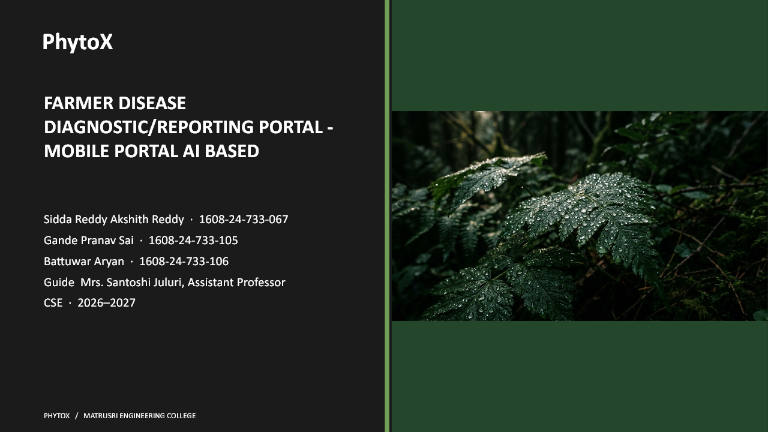 PhytoX
FARMER DISEASE
DIAGNOSTIC/REPORTING PORTAL -
MOBILE PORTAL AI BASED
Sidda Reddy Akshith Reddy · 1608-24-733-067
Gande Pranav Sai · 1608-24-733-105
Battuwar Aryan · 1608-24-733-106
Guide Mrs. Santoshi Juluri, Assistant Professor
CSE · 2026–2027
PHYTOX / MATRUSRI ENGINEERING COLLEGE